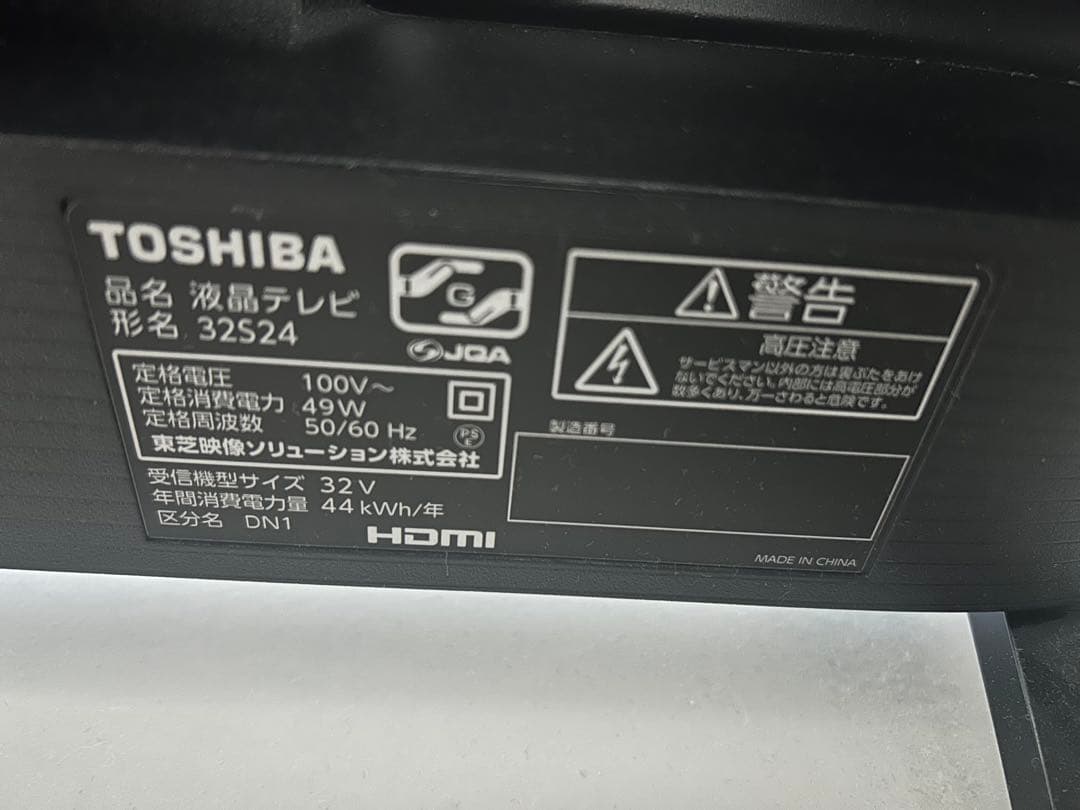 TOSHIBA
品名 液晶テレビ
形名 32S24
G
JQA
定格電圧 100V～
定格消費電力 49W
定格周波数 50/60 Hz
PS
E
東芝映像ソリューション株式会社
受信機型サイズ 32V
年間消費電力量 44kWh/年
区分名 DN1
HDMI
警告
高圧注意
サービスマン以外の方は裏ぶたをあけ
ないでください。内部には高電圧部分が
数多くあり、万一さわると危険です。
製造番号
MADE IN CHINA